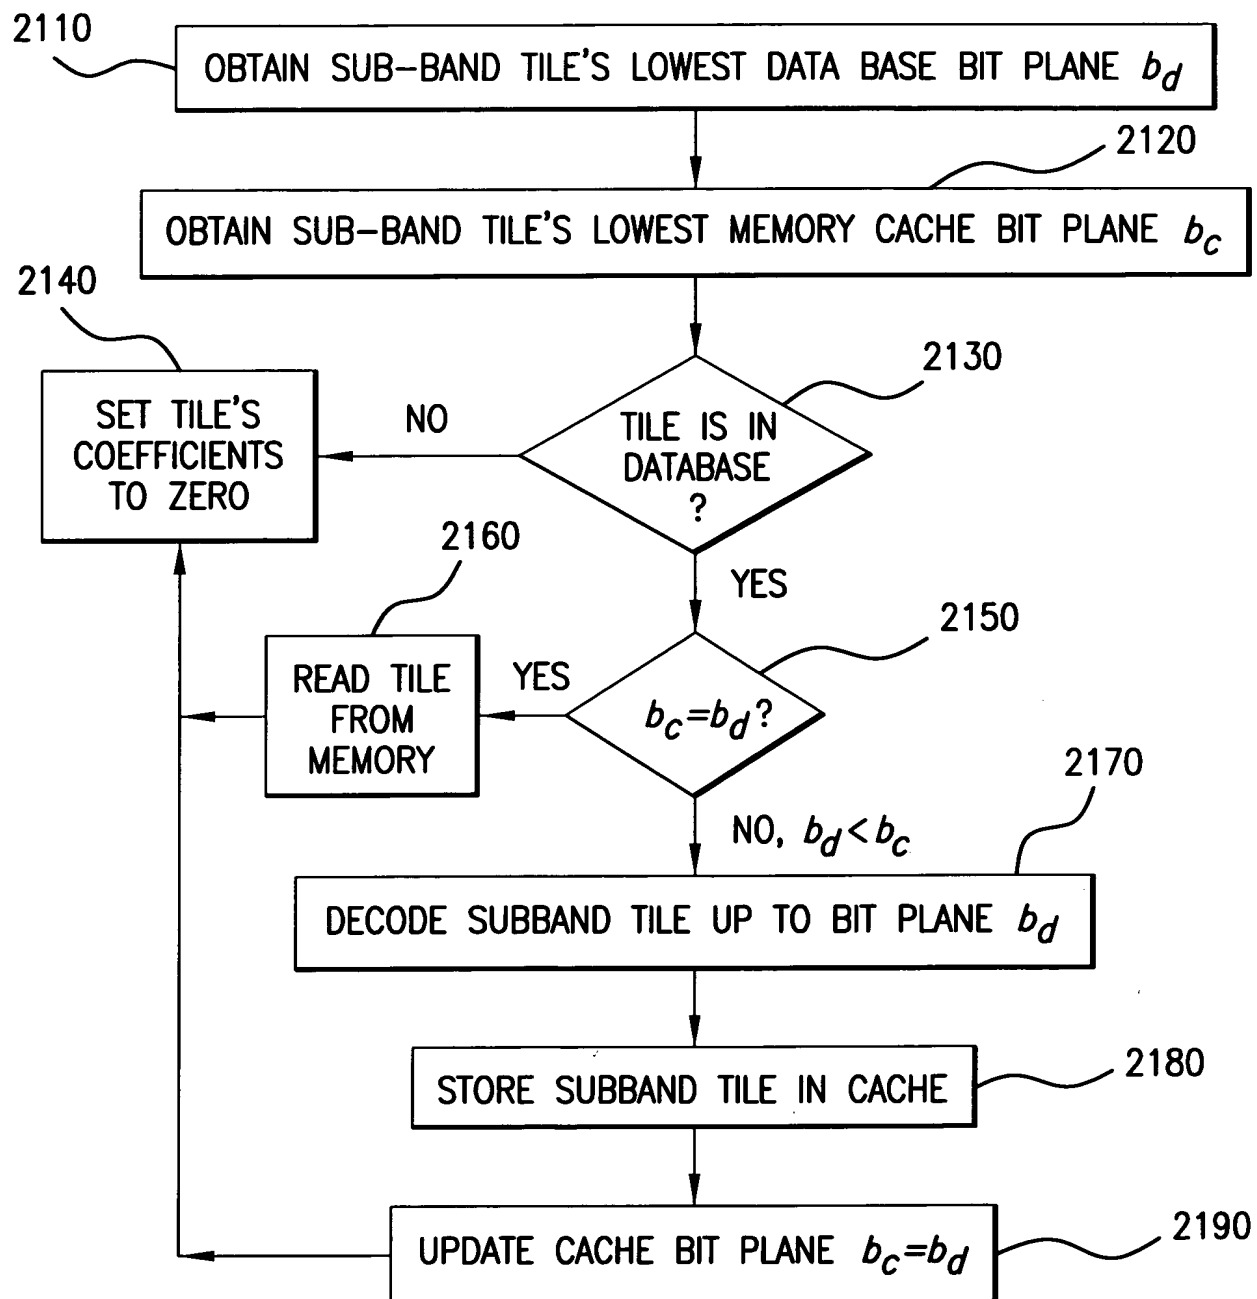 2110
OBTAIN SUB-BAND TILE'S LOWEST DATA BASE BIT PLANE b_d
2120
OBTAIN SUB-BAND TILE'S LOWEST MEMORY CACHE BIT PLANE b_c
2140
SET TILE'S
COEFFICIENTS
TO ZERO
NO
2130
TILE IS IN
DATABASE
?
YES
2160
READ TILE
FROM
MEMORY
YES
2150
b_c=b_d?
NO, b_d<b_c
2170
DECODE SUBBAND TILE UP TO BIT PLANE b_d
STORE SUBBAND TILE IN CACHE
2180
UPDATE CACHE BIT PLANE b_c=b_d
2190